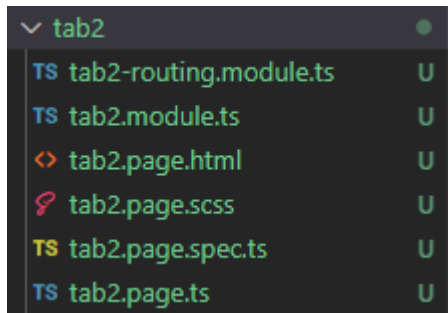 tab2
TS tab2-routing.module.ts U
TS tab2.module.ts U
<> tab2.page.html U
tab2.page.scss U
TS tab2.page.spec.ts U
TS tab2.page.ts U